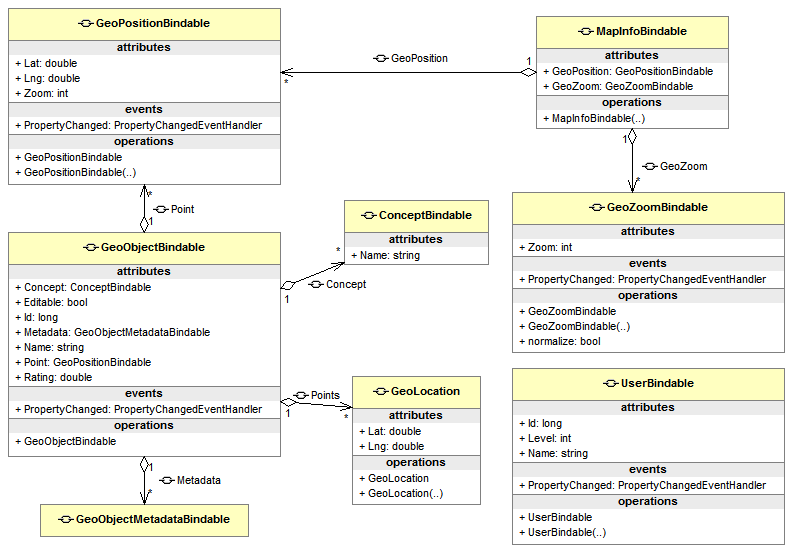 GeoPositionBindable
attributes
+ Lat: double
+ Lng: double
+ Zoom: int
events
+ PropertyChanged: PropertyChangedEventHandler
operations
+ GeoPositionBindable
+ GeoPositionBindable(..)
GeoPosition
1
*
MapInfoBindable
attributes
+ GeoPosition: GeoPositionBindable
+ GeoZoom: GeoZoomBindable
operations
+ MapInfoBindable(..)
1
GeoZoom
*
*
Point
1
ConceptBindable
attributes
+ Name: string
GeoZoomBindable
attributes
+ Zoom: int
events
+ PropertyChanged: PropertyChangedEventHandler
operations
+ GeoZoomBindable
+ GeoZoomBindable(..)
+ normalize: bool
GeoObjectBindable
attributes
+ Concept: ConceptBindable
+ Editable: bool
+ Id: long
+ Metadata: GeoObjectMetadataBindable
+ Name: string
+ Point: GeoPositionBindable
+ Rating: double
events
+ PropertyChanged: PropertyChangedEventHandler
operations
+ GeoObjectBindable
*
Concept
1
Points
1
*
GeoLocation
attributes
+ Lat: double
+ Lng: double
operations
+ GeoLocation
+ GeoLocation(..)
UserBindable
attributes
+ Id: long
+ Level: int
+ Name: string
events
+ PropertyChanged: PropertyChangedEventHandler
operations
+ UserBindable
+ UserBindable(..)
1
Metadata
*
GeoObjectMetadataBindable